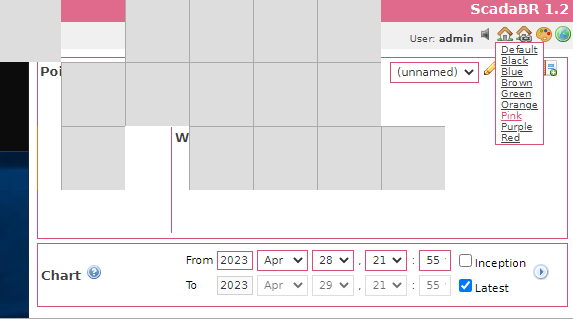 ScadaBR 1.2
User: admin
Default
Black
Blue
Brown
Green
Orange
Pink
Purple
Red
(unnamed)
Chart
From 2023 Apr 28 , 21 : 55 Inception
To 2023 Apr 29 , 21 : 55 Latest